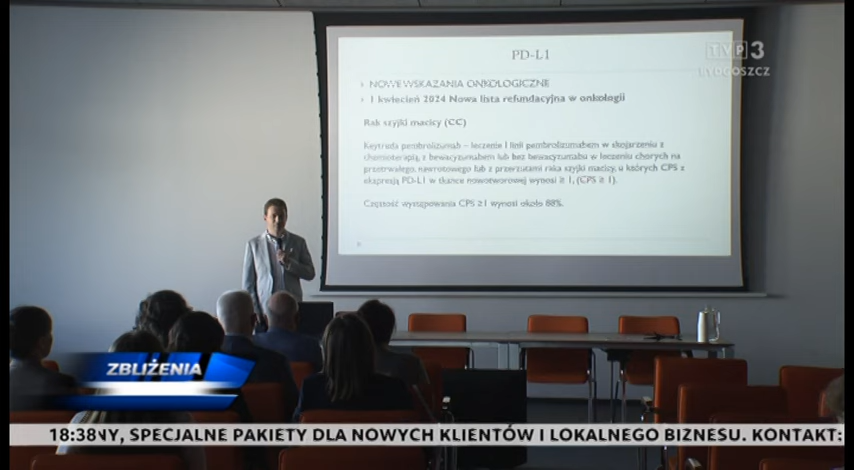 PD-L1
TVP3
BYDGOSZCZ
NOWE WSKAZANIA ONKOLOGICZNE
1 kwiecień 2024 Nowa lista refundacyjna w onkologii
Rak szyjki macicy (CC)
Keytruda pembrolizumab – leczenie I linii pembrolizumabem w skojarzeniu z
chemioterapią, z bewacyzumabem lub bez bewacyzumabu w leczeniu chorych na
przetrwałego, nawrotowego lub z przerzutami raka szyjki macicy, u których CPS z
ekspresją PD-L1 w tkance nowotworowej wynosi ≥ 1, (CPS ≥ 1).
Częstość występowania CPS ≥1 wynosi około 88%.
ZBLIŻENIA
18:38 NY, SPECJALNE PAKIETY DLA NOWYCH KLIENTÓW I LOKALNEGO BIZNESU. KONTAKT: